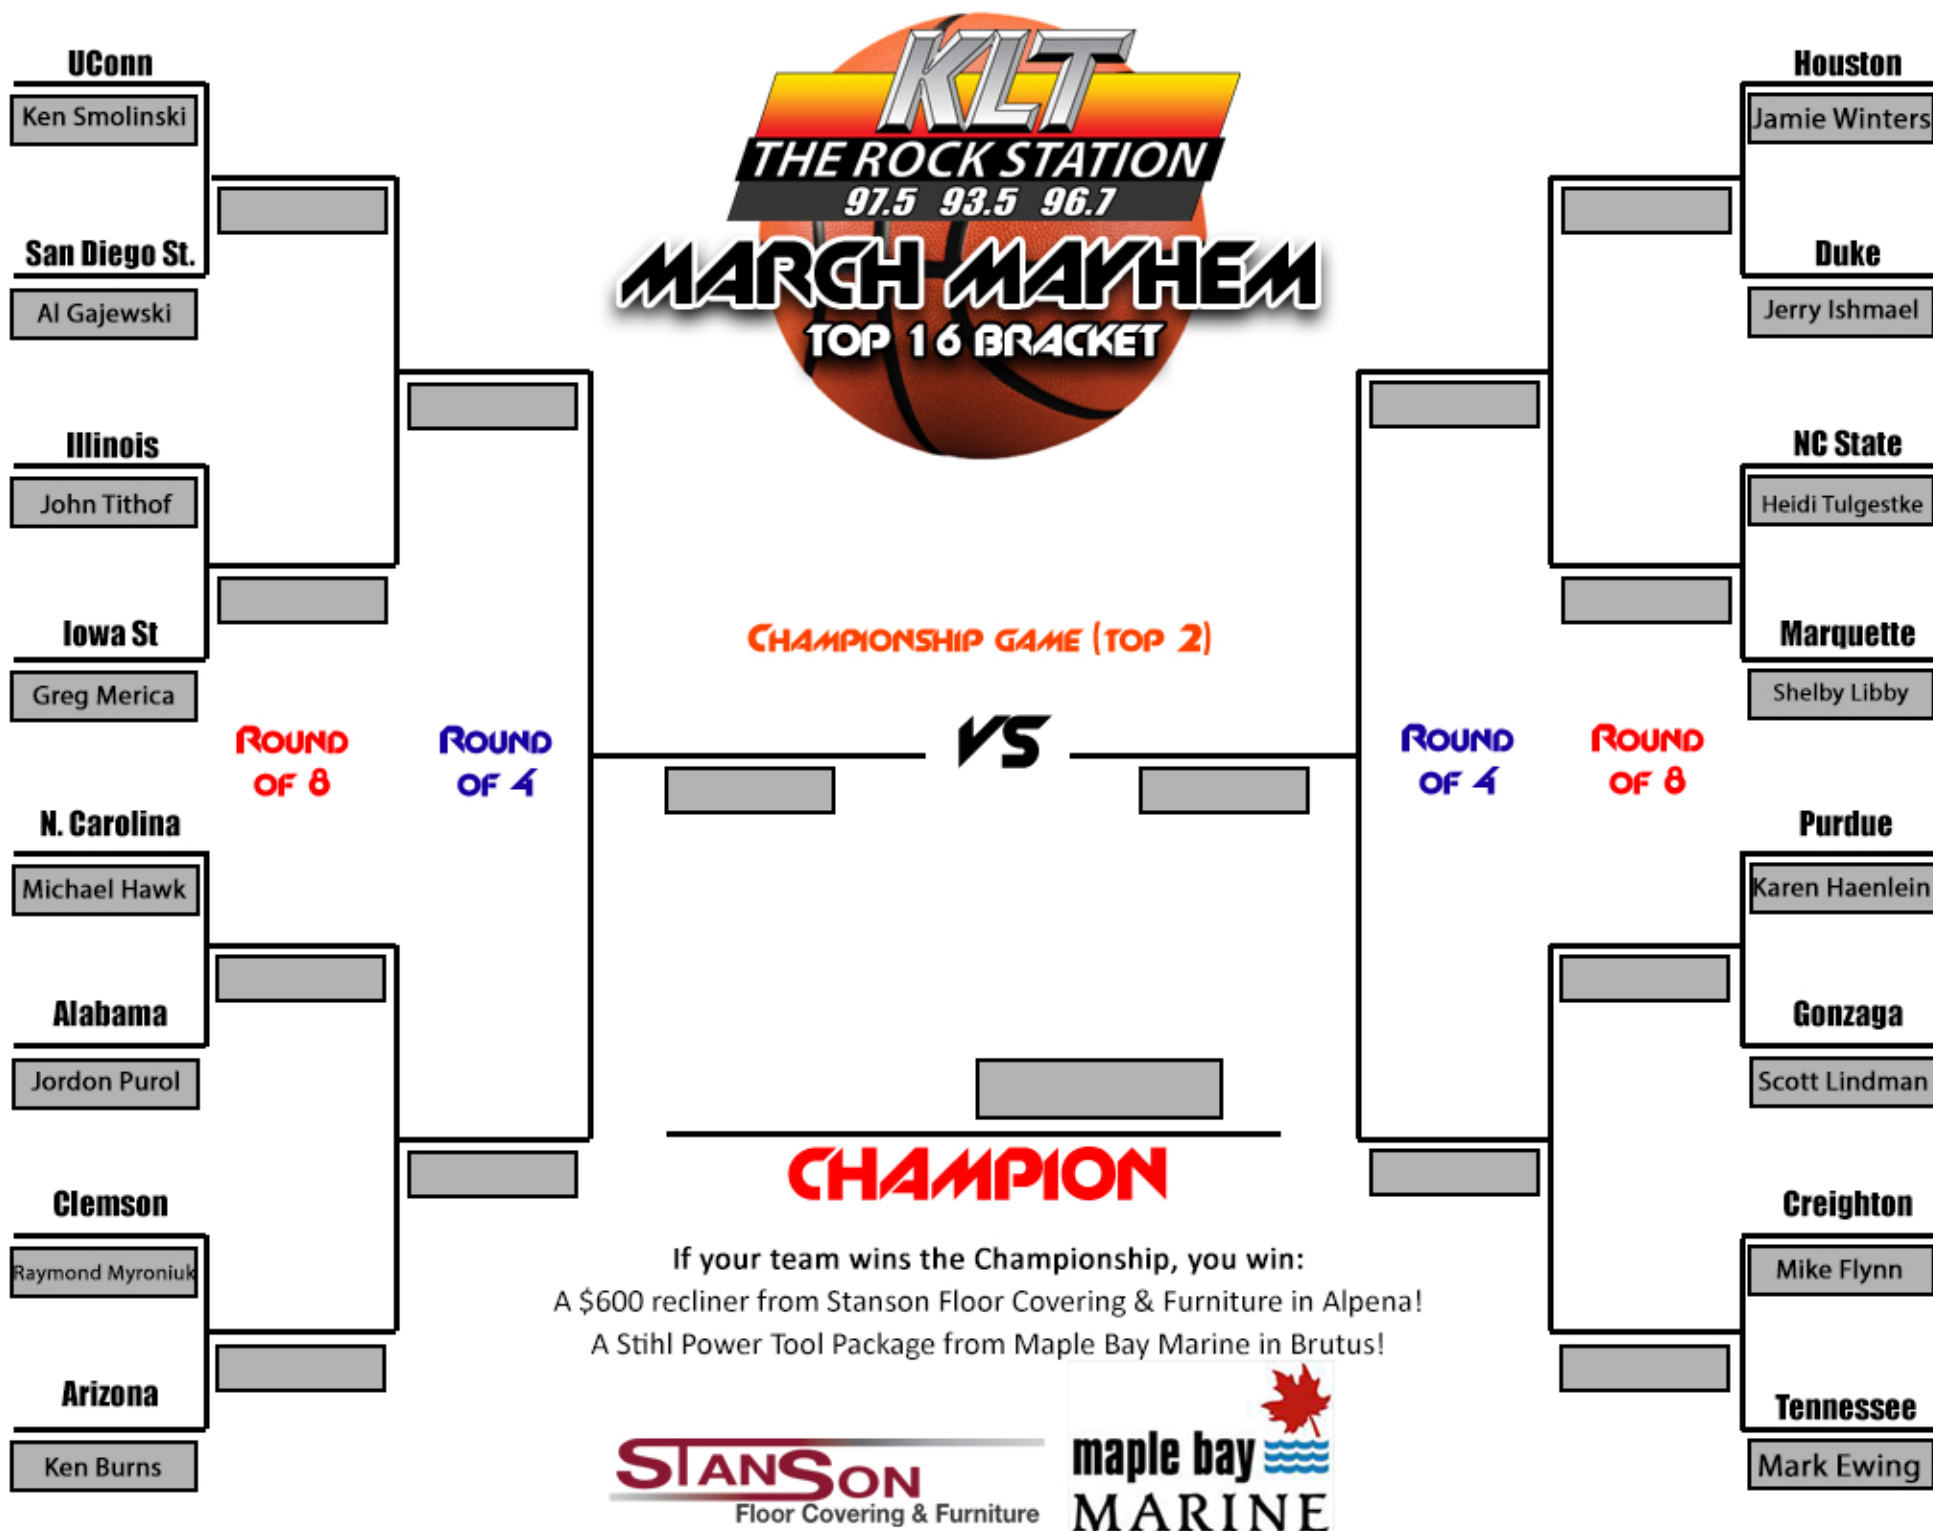 KLT
THE ROCK STATION
97.5 93.5 96.7
MARCH MAYHEM
TOP 16 BRACKET
UConn
Ken Smolinski
San Diego St.
Al Gajewski
Illinois
John Tithof
Iowa St
Greg Merica
Round
of 8
Round
of 4
N. Carolina
Michael Hawk
Alabama
Jordon Purol
Clemson
Raymond Myroniuk
Arizona
Ken Burns
Championship game (top 2)
VS
CHAMPION
If your team wins the Championship, you win:
A $600 recliner from Stanson Floor Covering & Furniture in Alpena!
A Stihl Power Tool Package from Maple Bay Marine in Brutus!
STANSON
Floor Covering & Furniture
maple bay
MARINE
Houston
Jamie Winters
Duke
Jerry Ishmael
NC State
Heidi Tulgestke
Marquette
Shelby Libby
Round
of 4
Round
of 8
Purdue
Karen Haenlein
Gonzaga
Scott Lindman
Creighton
Mike Flynn
Tennessee
Mark Ewing